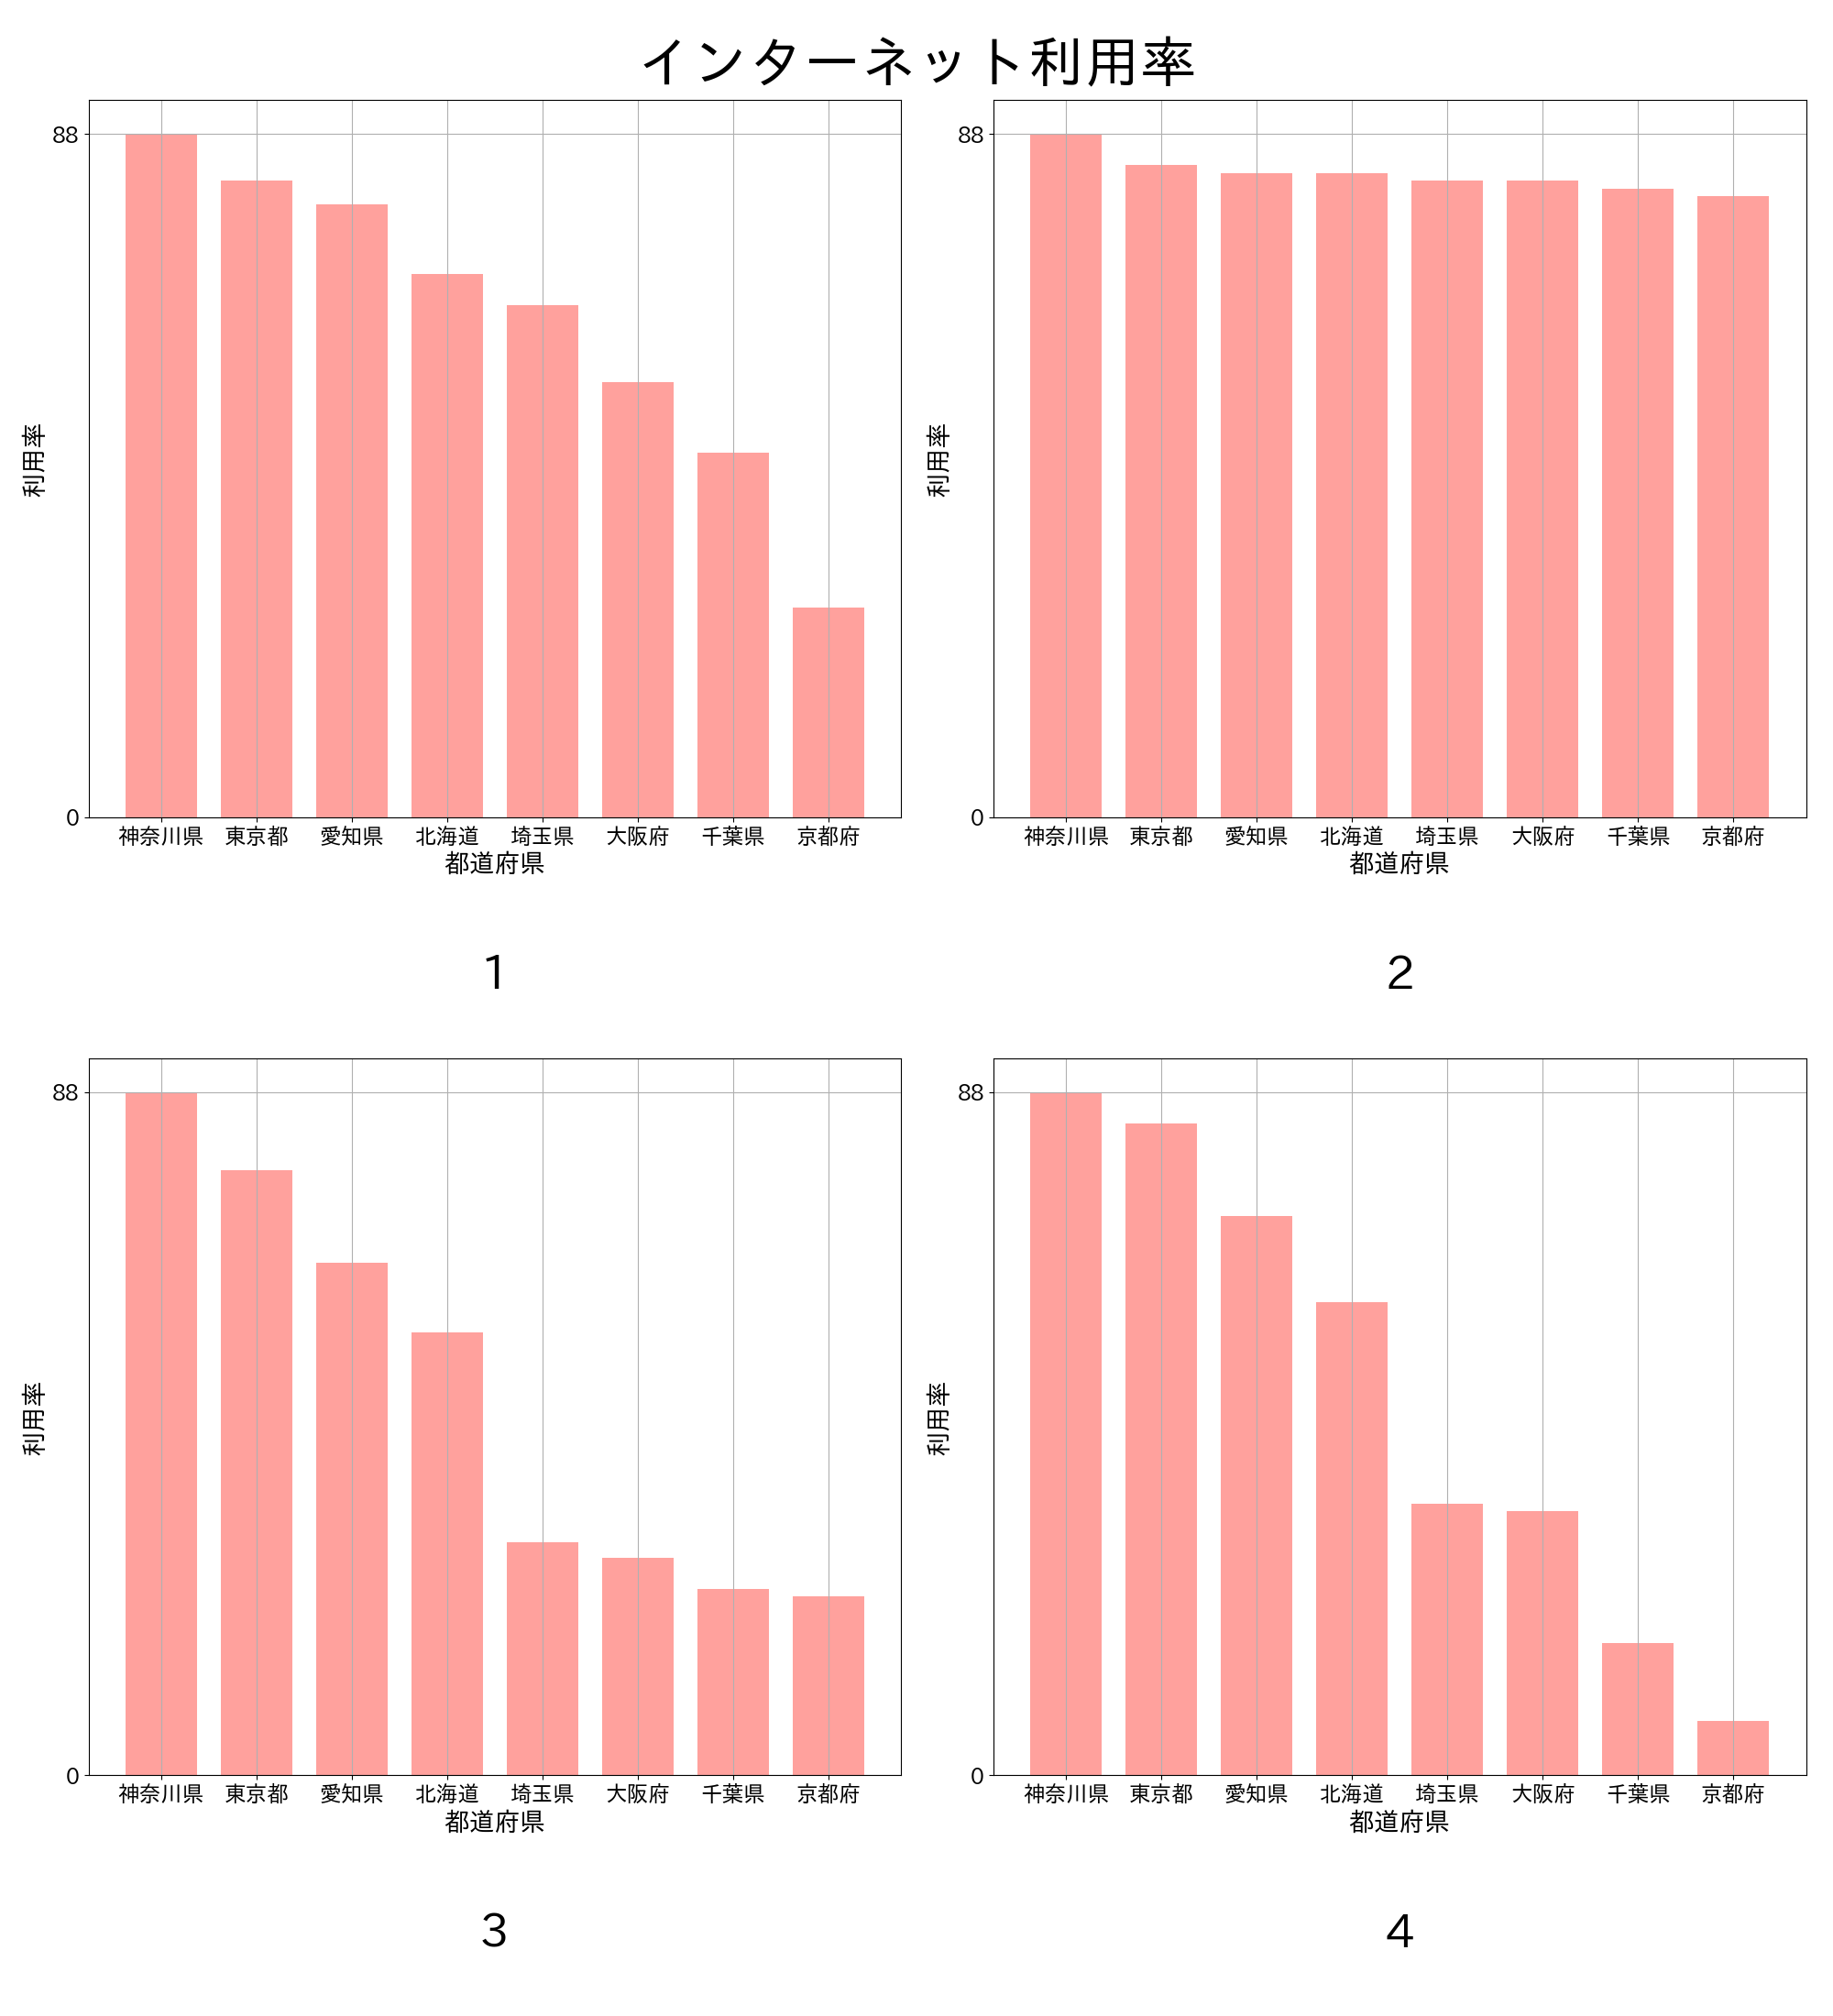 インターネット利用率
88
0
利用率
神奈川県 東京都 愛知県 北海道 埼玉県 大阪府 千葉県 京都府
都道府県
1
88
0
利用率
神奈川県 東京都 愛知県 北海道 埼玉県 大阪府 千葉県 京都府
都道府県
2
88
0
利用率
神奈川県 東京都 愛知県 北海道 埼玉県 大阪府 千葉県 京都府
都道府県
3
88
0
利用率
神奈川県 東京都 愛知県 北海道 埼玉県 大阪府 千葉県 京都府
都道府県
4